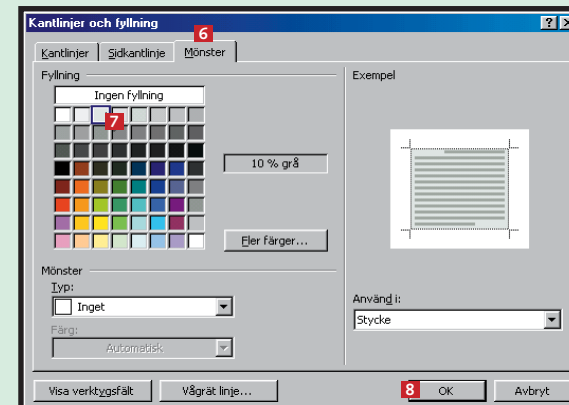 Kantlinjer och fyllning
6
Kantlinjer Sidkantlinje Mönster
Fyllning
Ingen fyllning
7
10 % grå
Fler färger...
Exempel
Mönster
Typ:
Inget
Färg:
Automatisk
Använd i:
Stycke
Visa verktygsfält Vågrät linje... 8 OK Avbryt